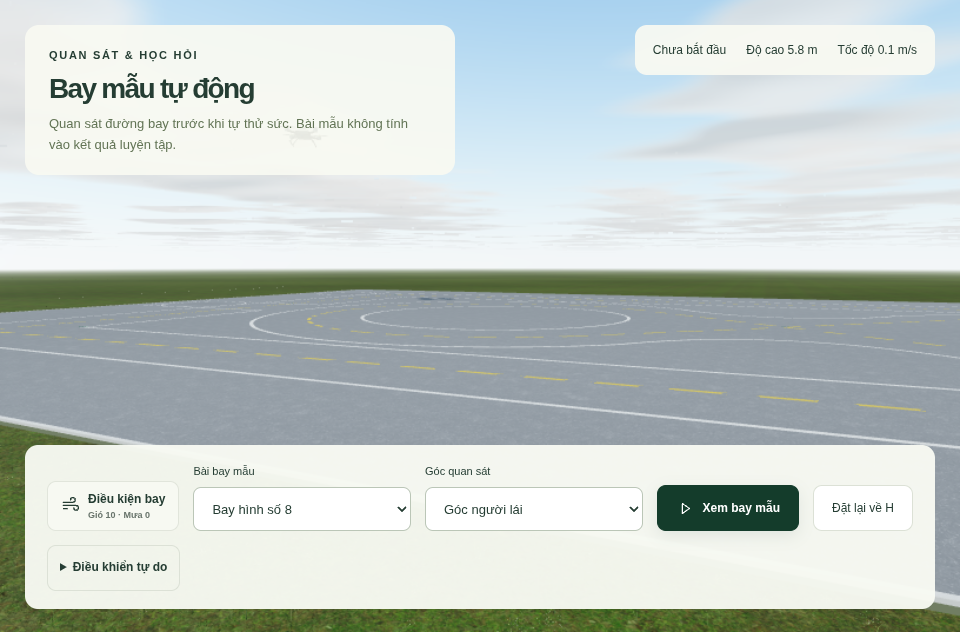 QUAN SÁT & HỌC HỎI
Bay mẫu tự động
Quan sát đường bay trước khi tự thử sức. Bài mẫu không tính
vào kết quả luyện tập.
Chưa bắt đầu Độ cao 5.8 m Tốc độ 0.1 m/s
Điều kiện bay
Gió 10 · Mưa 0
Bài bay mẫu
Bay hình số 8
Góc quan sát
Góc người lái
Xem bay mẫu
Đặt lại về H
Điều khiển tự do